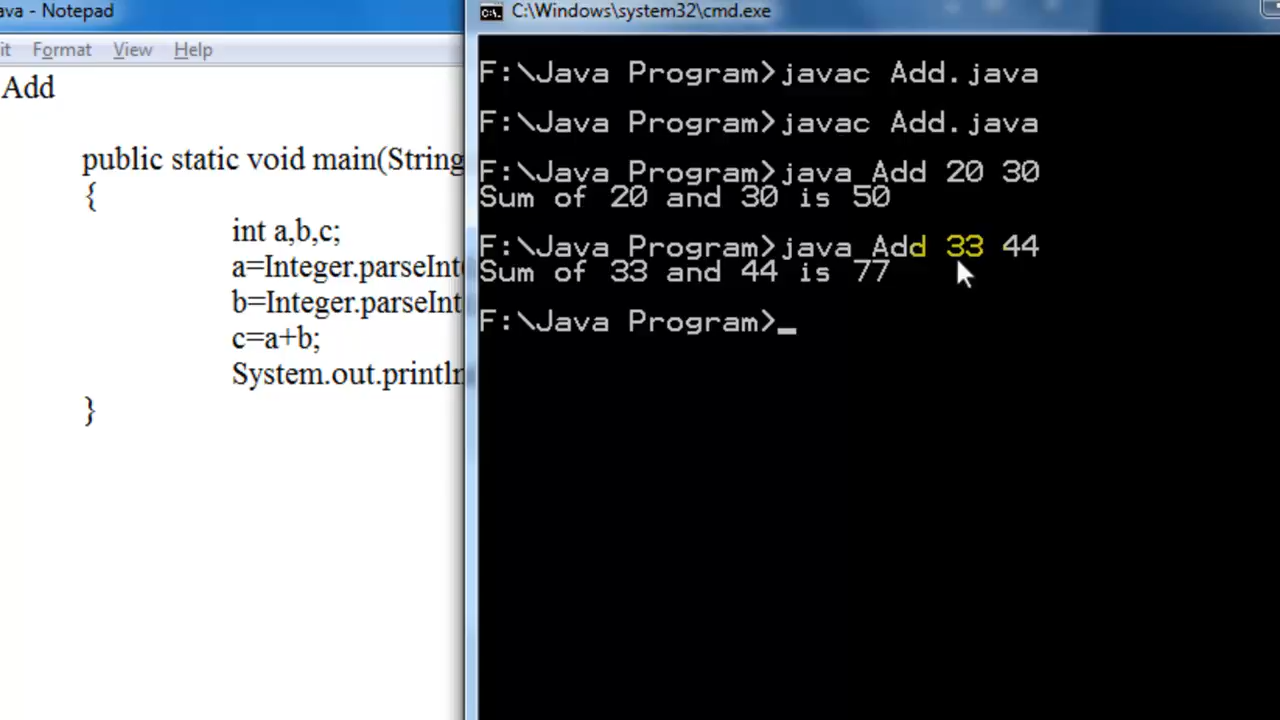 ava - Notepad
it Format View Help
Add
public static void main(String
{
int a,b,c;
a=Integer.parseInt(
b=Integer.parseInt
c=a+b;
System.out.println
}
C:\Windows\system32\cmd.exe
F:\Java Program>javac Add.java
F:\Java Program>javac Add.java
F:\Java Program>java Add 20 30
Sum of 20 and 30 is 50
F:\Java Program>java Add 33 44
Sum of 33 and 44 is 77
F:\Java Program>_